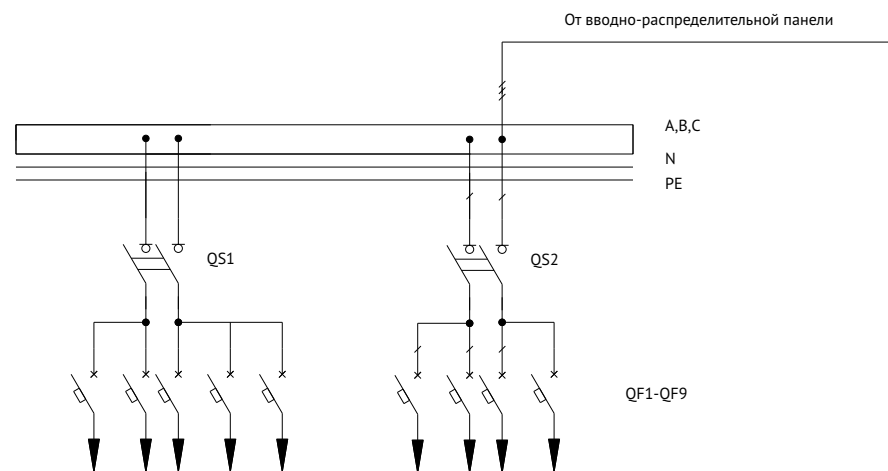 От вводно-распределительной панели
A,B,C
N
PE
QS1
QS2
QF1-QF9